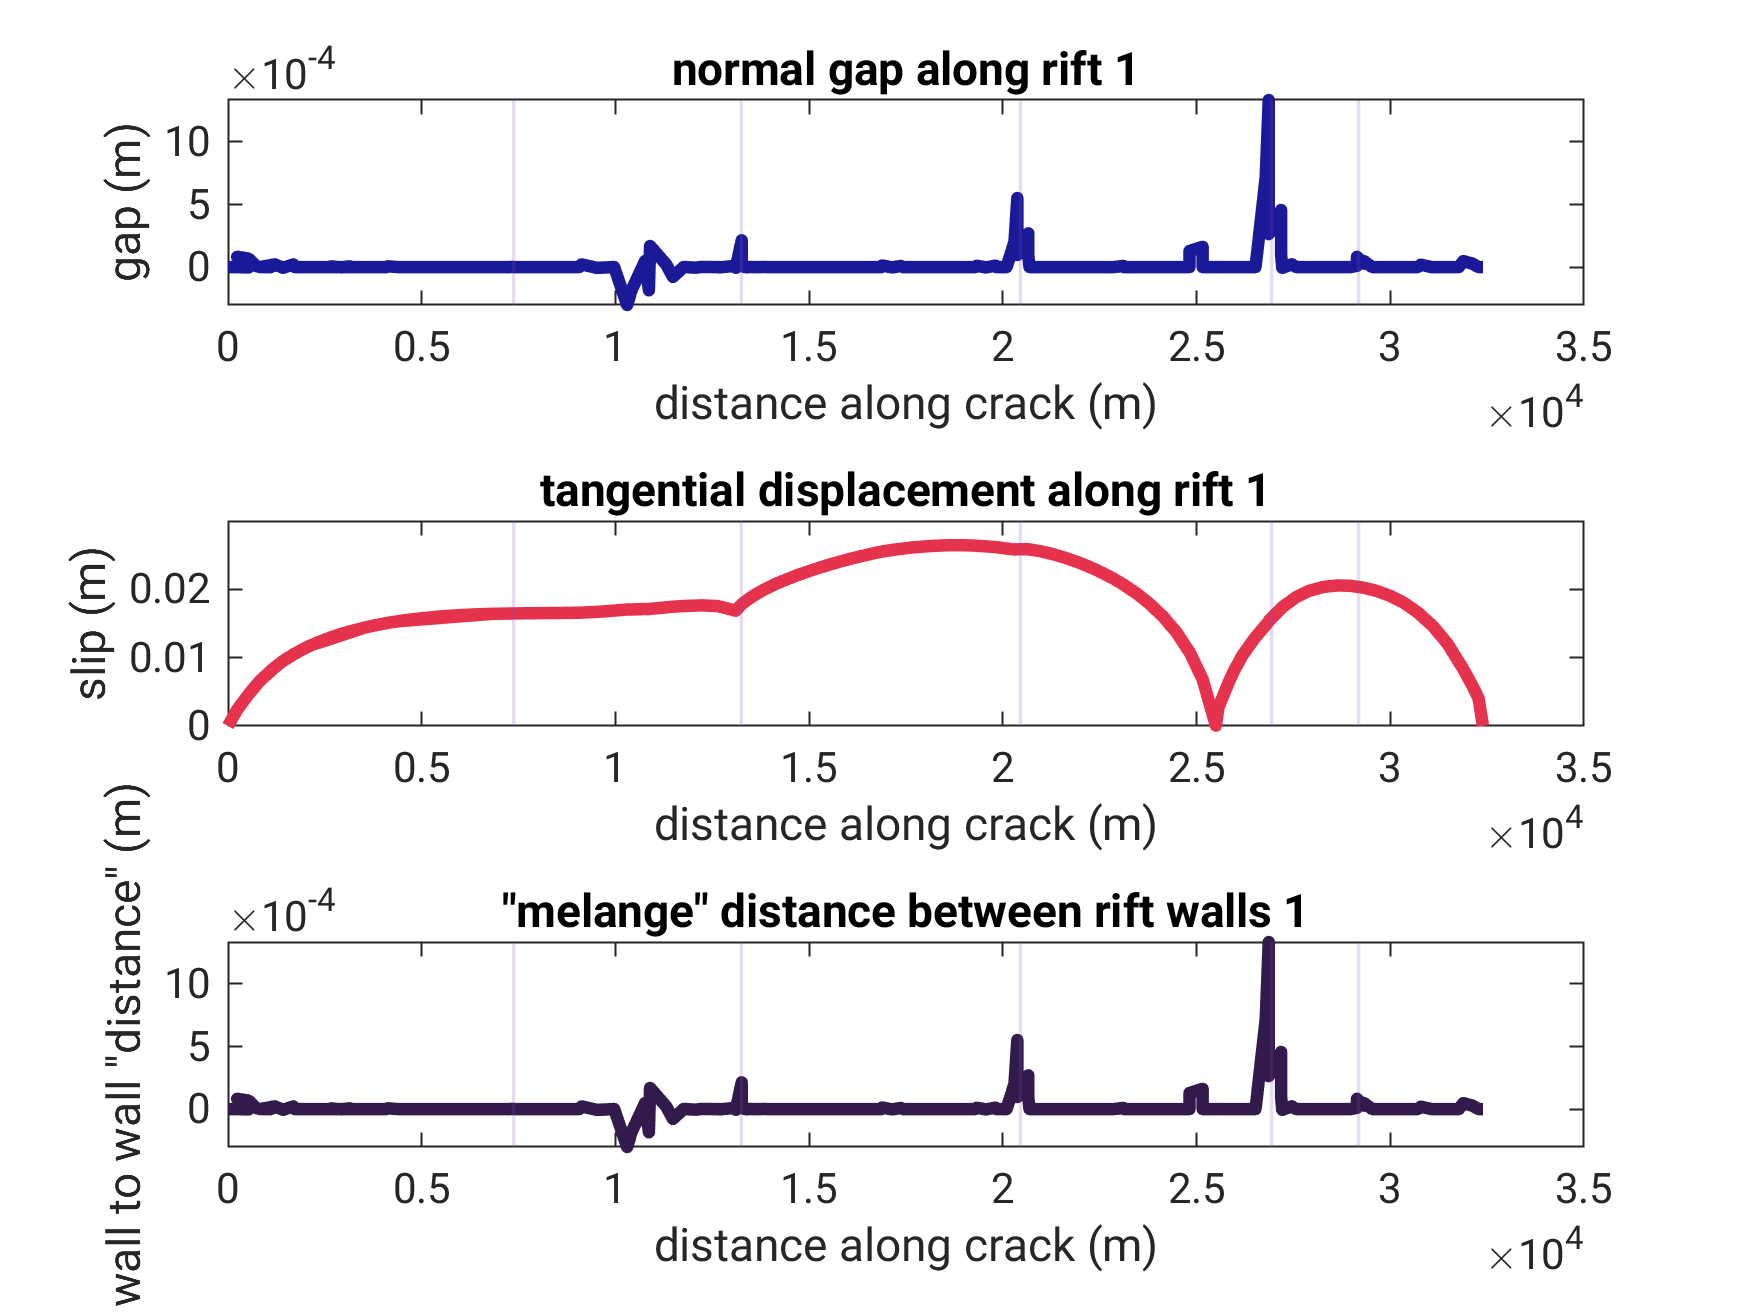 ×10-4
normal gap along rift 1
gap (m)
10
5
0
0 0.5 1 1.5 2 2.5 3 3.5
distance along crack (m)
×104
tangential displacement along rift 1
slip (m)
0.02
0.01
0
0 0.5 1 1.5 2 2.5 3 3.5
distance along crack (m)
×104
×10-4
"melange" distance between rift walls 1
wall to wall "distance" (m)
10
5
0
0 0.5 1 1.5 2 2.5 3 3.5
distance along crack (m)
×104